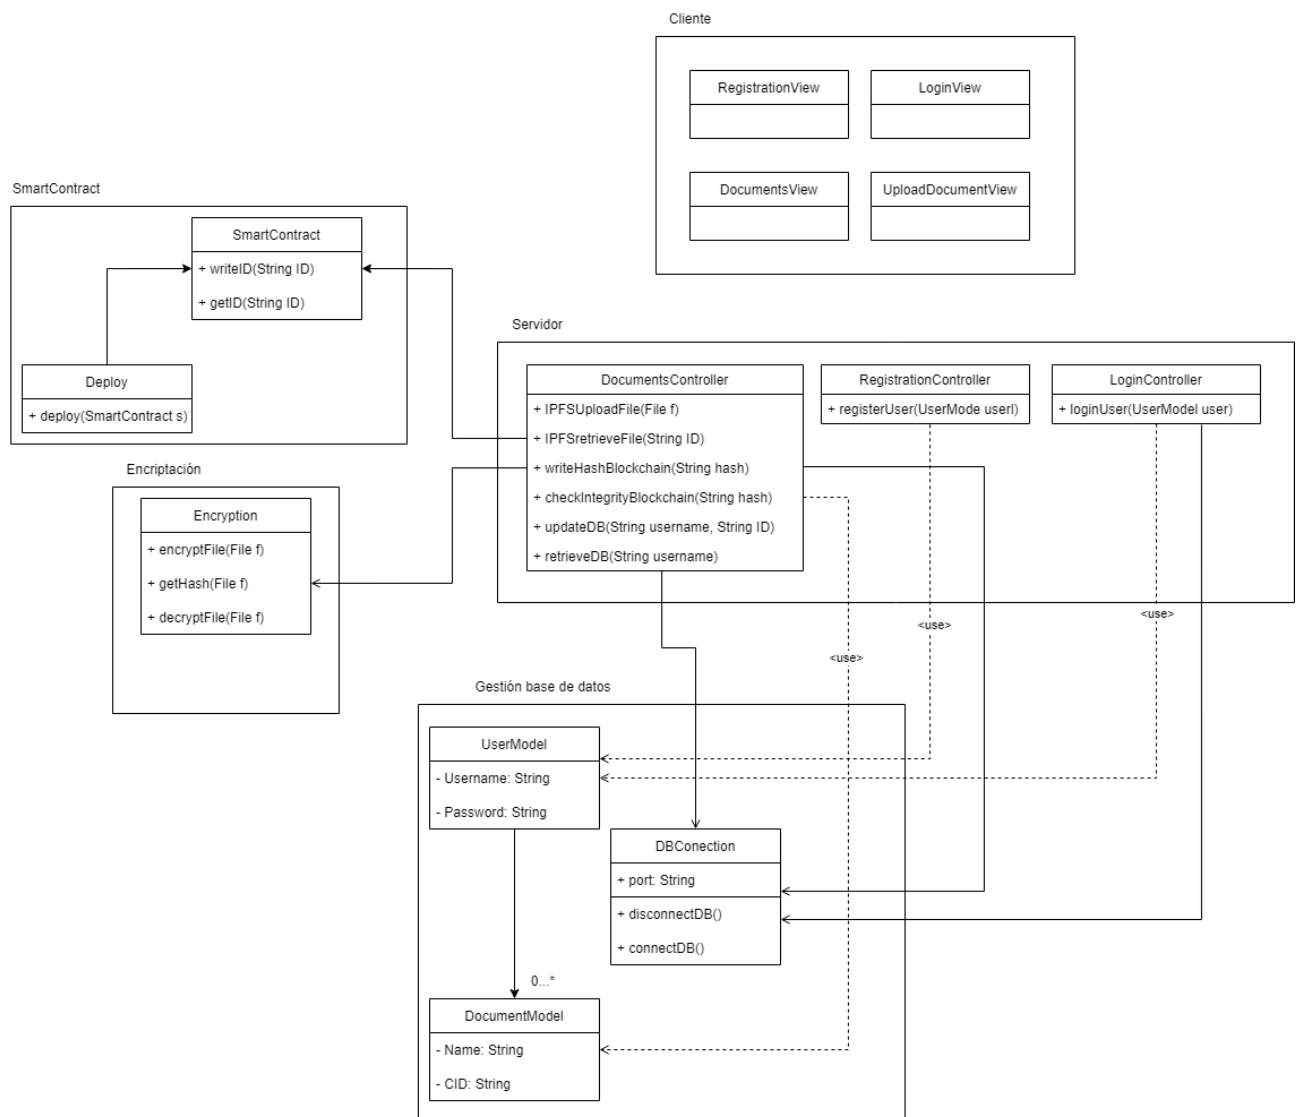 Cliente
RegistrationView
LoginView
DocumentsView
UploadDocumentView
SmartContract
SmartContract
+ writeID(String ID)
+ getID(String ID)
Deploy
+ deploy(SmartContract s)
Servidor
DocumentsController
+ IPFSUploadFile(File f)
+ IPFSretrieveFile(String ID)
+ writeHashBlockchain(String hash)
+ checkIntegrityBlockchain(String hash)
+ updateDB(String username, String ID)
+ retrieveDB(String username)
RegistrationController
+ registerUser(UserMode userl)
LoginController
+ loginUser(UserModel user)
Encriptación
Encryption
+ encryptFile(File f)
+ getHash(File f)
+ decryptFile(File f)
<use>
<use>
<use>
Gestión base de datos
UserModel
- Username: String
- Password: String
DBConection
+ port: String
+ disconnectDB()
+ connectDB()
0...*
DocumentModel
- Name: String
- CID: String